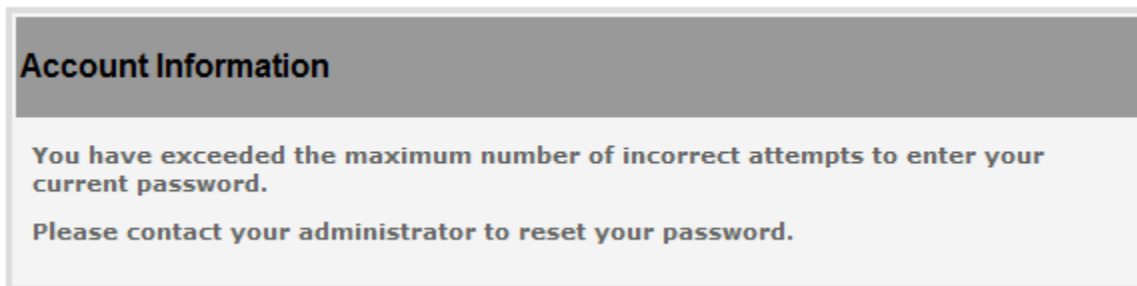 Account Information
You have exceeded the maximum number of incorrect attempts to enter your
current password.
Please contact your administrator to reset your password.